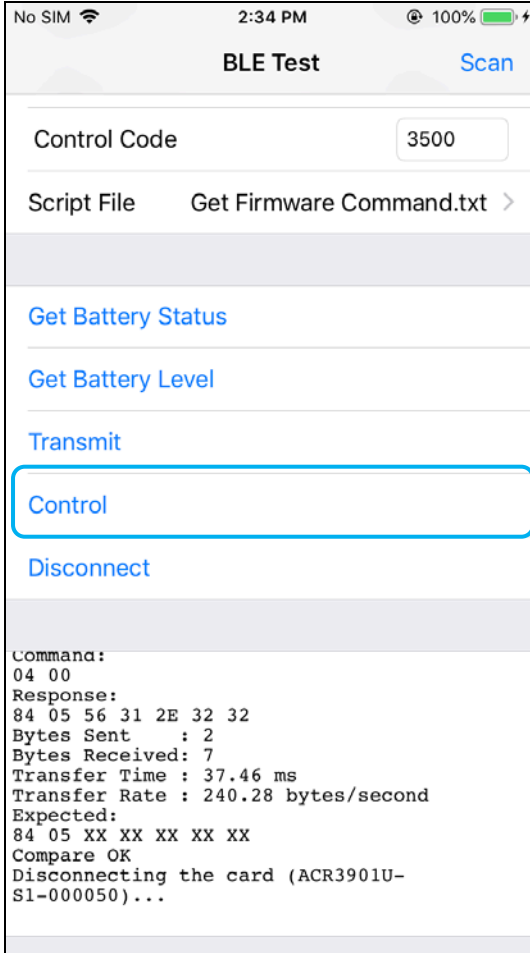 No SIM 2:34 PM 100%
BLE Test Scan
Control Code 3500
Script File Get Firmware Command.txt
Get Battery Status
Get Battery Level
Transmit
Control
Disconnect
Command:
04 00
Response:
84 05 56 31 2E 32 32
Bytes Sent    : 2
Bytes Received: 7
Transfer Time : 37.46 ms
Transfer Rate : 240.28 bytes/second
Expected:
84 05 XX XX XX XX XX
Compare OK
Disconnecting the card (ACR3901U-
S1-000050)...